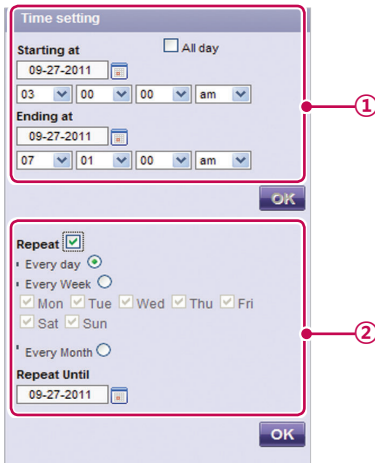 Time setting
Starting at All day
09-27-2011
03 00 00 am
Ending at
09-27-2011
07 01 00 am
①
OK
Repeat
Every day
Every Week
Mon Tue Wed Thu Fri
Sat Sun
②
Every Month
Repeat Until
09-27-2011
OK